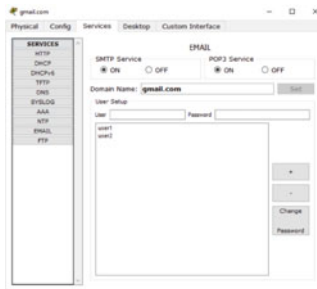 gmail.com
Physical Config Services Desktop Custom Interface
SERVICES
HTTP
DHCP
DHCPv6
TFTP
DNS
SYSLOG
AAA
NTP
EMAIL
FTP
EMAIL
SMTP Service
ON OFF
POP3 Service
ON OFF
Domain Name: gmail.com Set
User Setup
User Password
user1
user2
+
-
Change
Password